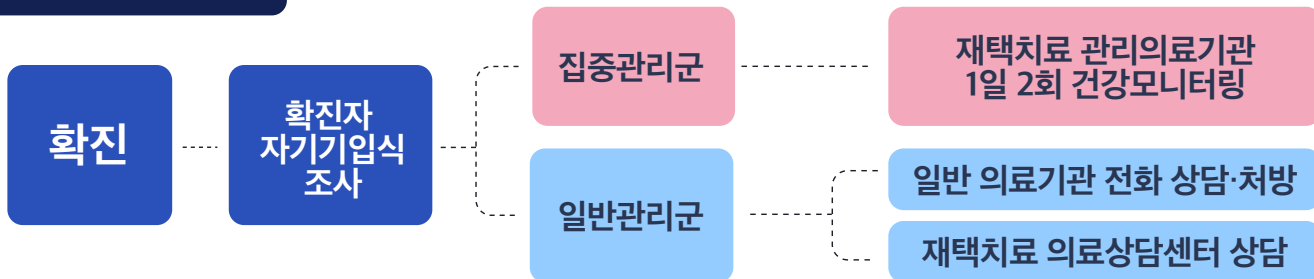 확진
확진자
자기기입식
조사
집중관리군
재택치료 관리의료기관
1일 2회 건강모니터링
일반관리군
일반 의료기관 전화 상담·처방
재택치료 의료상담센터 상담